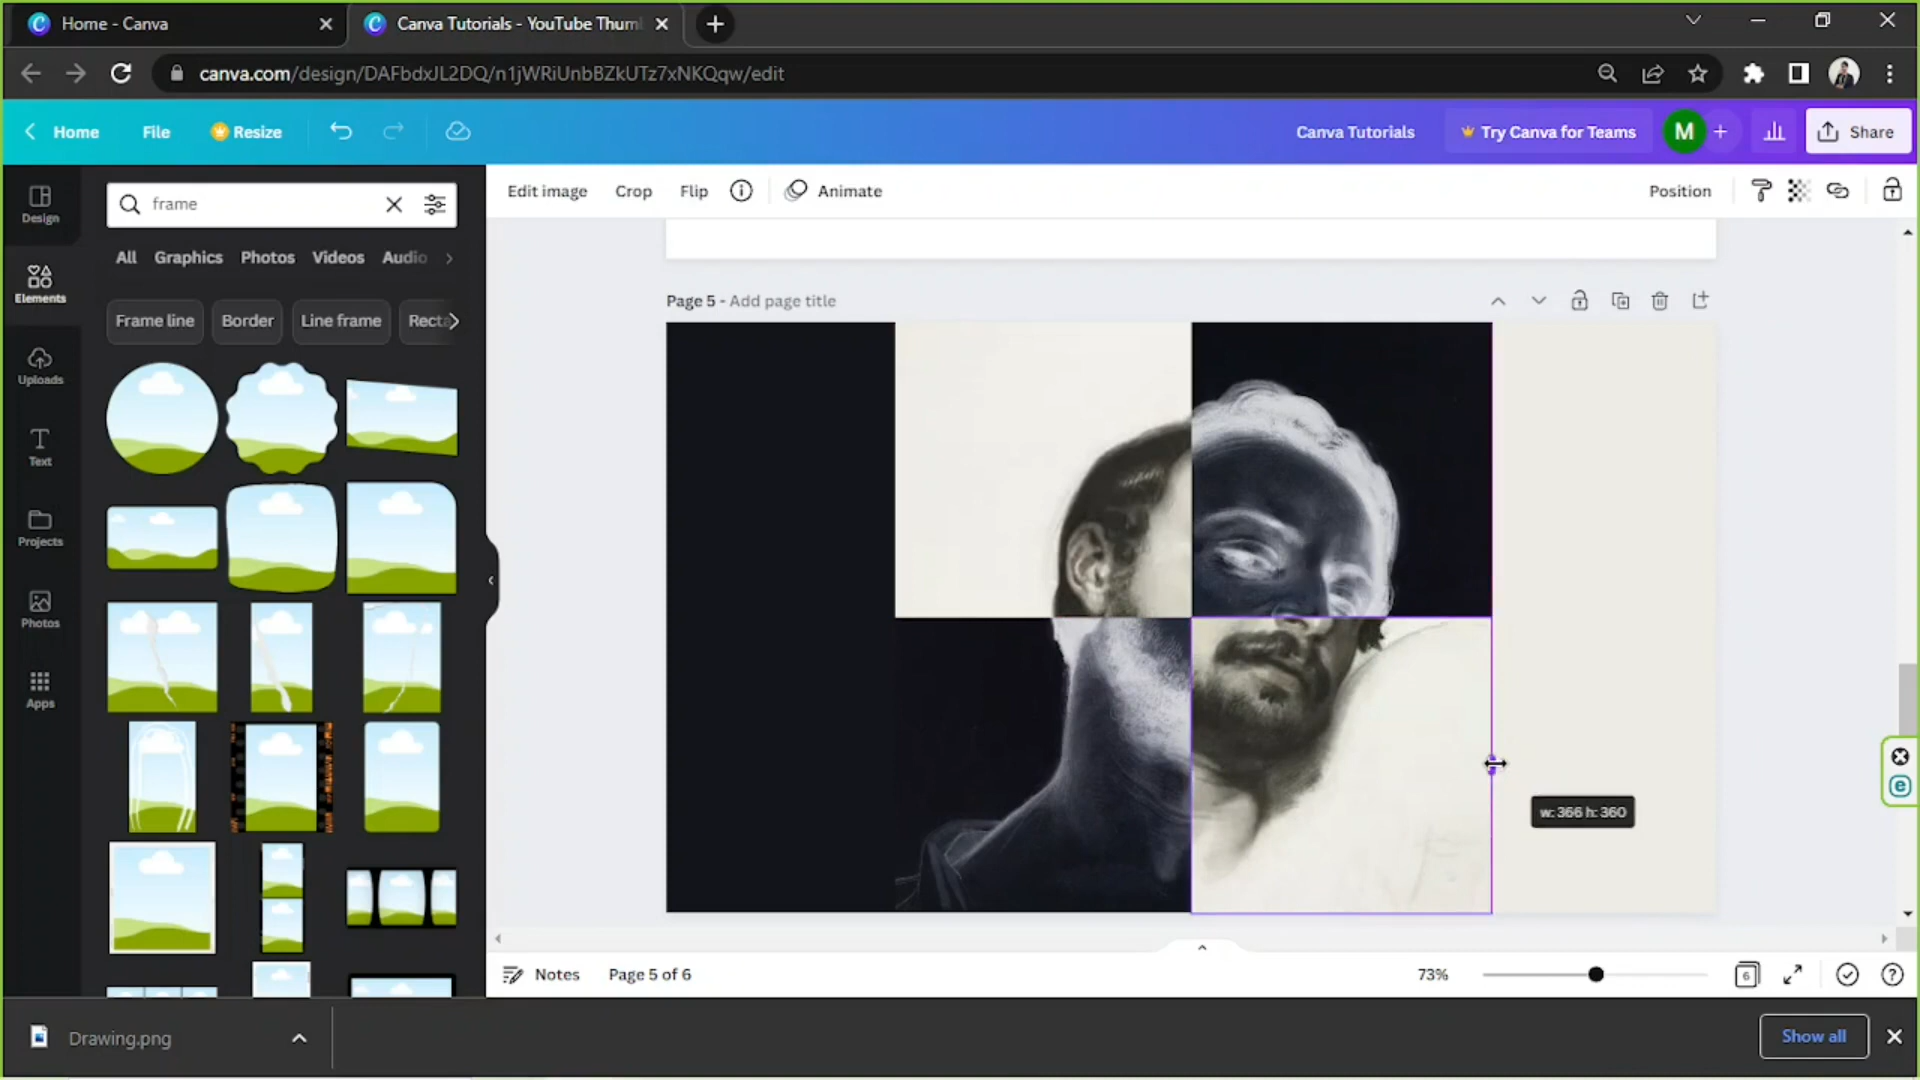 Home - Canva
Canva Tutorials - YouTube Thum
canva.com/design/DAFbdxJL2DQ/n1jWRiUnbBZkUTz7xNKQqw/edit
Home
File
Resize
Canva Tutorials
Try Canva for Teams
M
Share
Design
Elements
Uploads
Text
Projects
Photos
Apps
frame
All
Graphics
Photos
Videos
Audio
Frame line
Border
Line frame
Recta
Edit image
Crop
Flip
Animate
Position
Page 5 - Add page title
w: 366 h: 360
Notes
Page 5 of 6
73%
6
Drawing.png
Show all